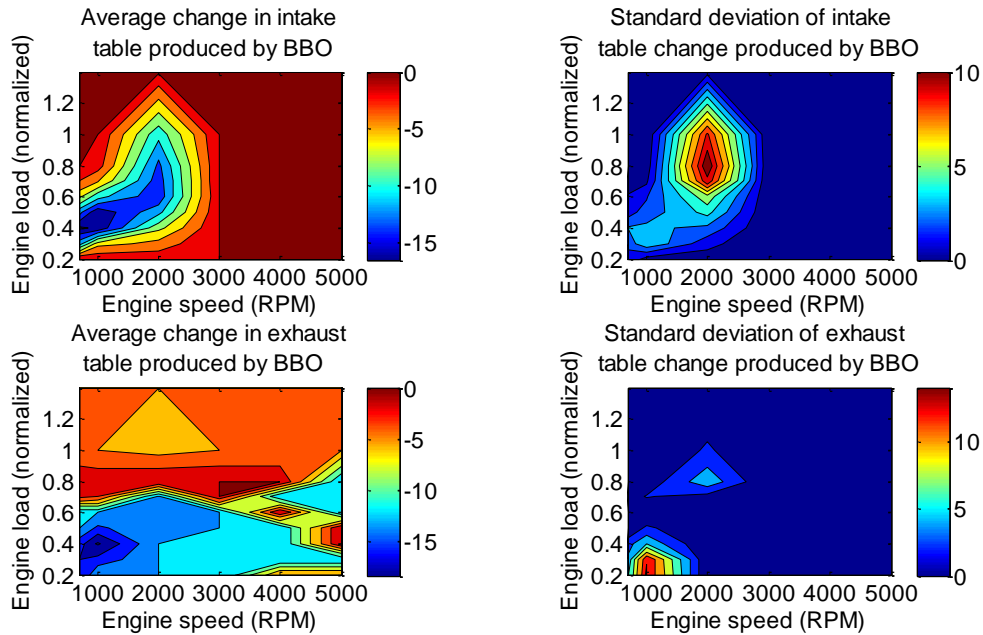 Average change in intake
table produced by BBO
Engine load (normalized)
1.2
1
0.8
0.6
0.4
0.2
1000 2000 3000 4000 5000
Engine speed (RPM)
0
-5
-10
-15
Standard deviation of intake
table change produced by BBO
Engine load (normalized)
1.2
1
0.8
0.6
0.4
0.2
1000 2000 3000 4000 5000
Engine speed (RPM)
10
5
0
Average change in exhaust
table produced by BBO
Engine load (normalized)
1.2
1
0.8
0.6
0.4
0.2
1000 2000 3000 4000 5000
Engine speed (RPM)
0
-5
-10
-15
Standard deviation of exhaust
table change produced by BBO
Engine load (normalized)
1.2
1
0.8
0.6
0.4
0.2
1000 2000 3000 4000 5000
Engine speed (RPM)
10
5
0